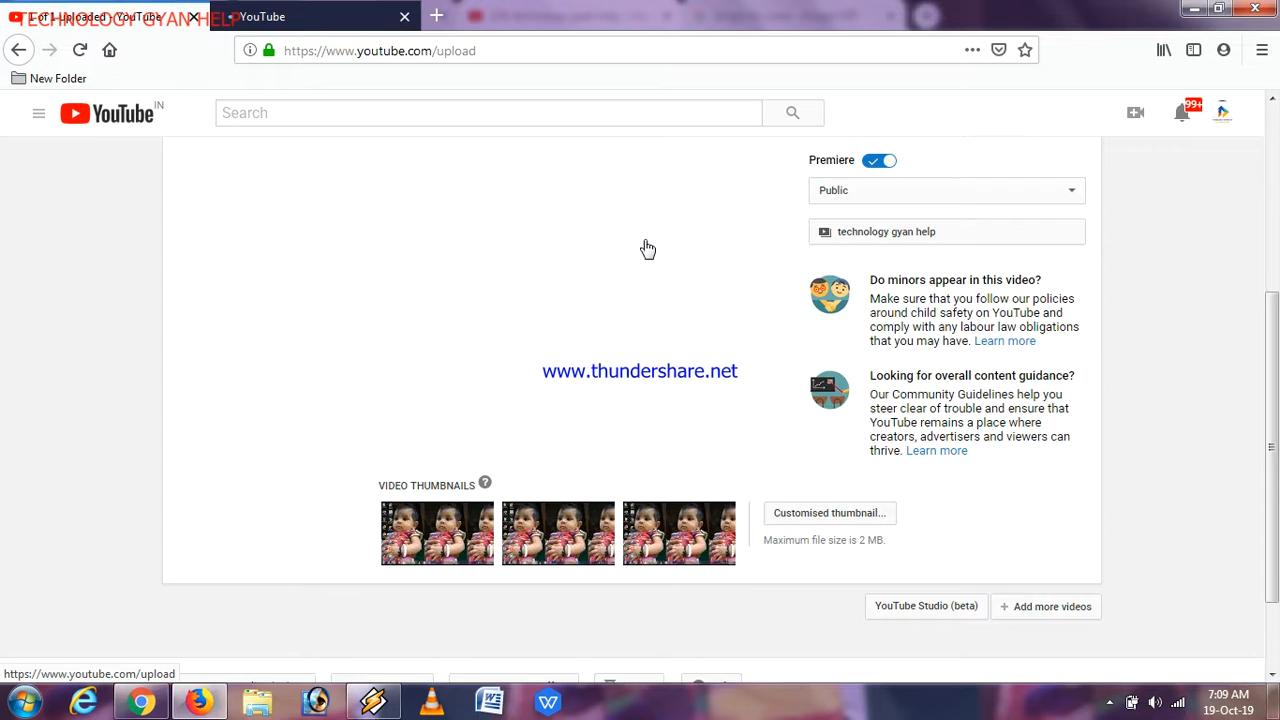 1 of 1 uploaded - YouTube
TECHNOLOGY GYAN HELP
YouTube
https://www.youtube.com/upload
New Folder
YouTube IN
Search
99+
Premiere
Public
technology gyan help
Do minors appear in this video?
Make sure that you follow our policies
around child safety on YouTube and
comply with any labour law obligations
that you may have. Learn more
www.thundershare.net
Looking for overall content guidance?
Our Community Guidelines help you
steer clear of trouble and ensure that
YouTube remains a place where
creators, advertisers and viewers can
thrive. Learn more
VIDEO THUMBNAILS ?
Customised thumbnail...
Maximum file size is 2 MB.
YouTube Studio (beta)
+ Add more videos
https://www.youtube.com/upload
7:09 AM
19-Oct-19